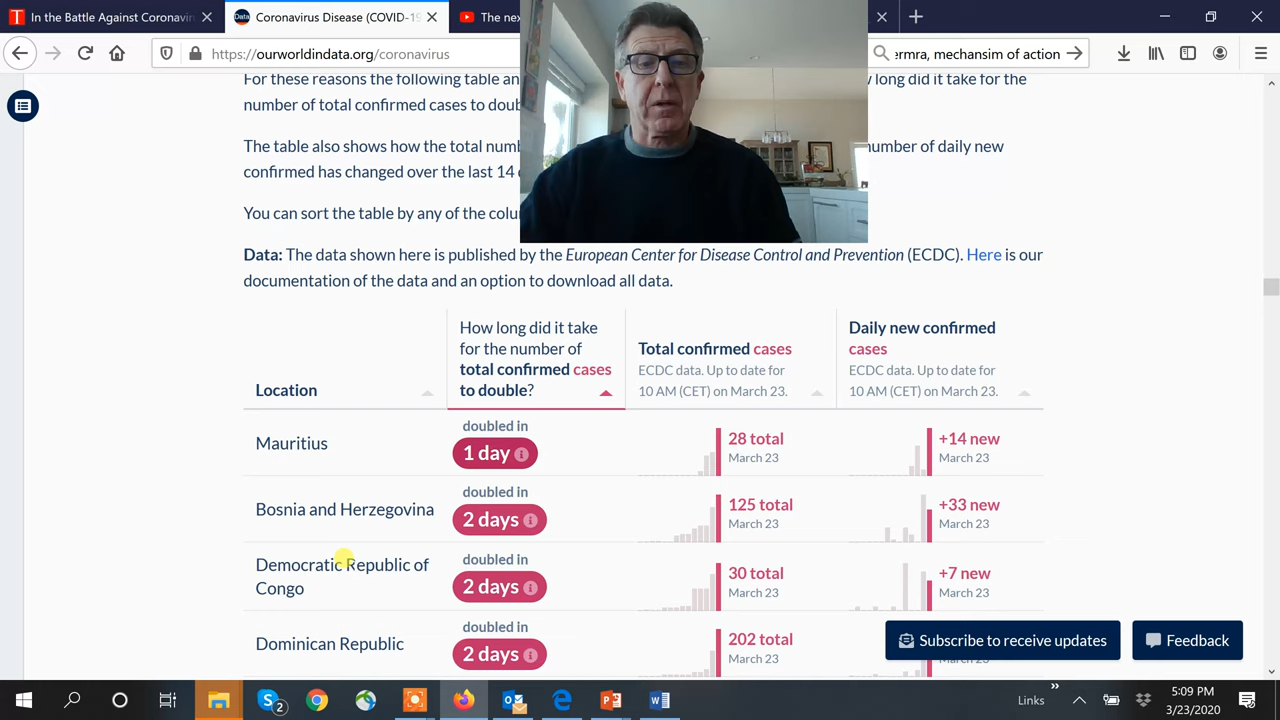 In the Battle Against Coronavir
Data
Coronavirus Disease (COVID-19
The nex
https://ourworldindata.org/coronavirus
ermra, mechansim of action
For these reasons the following table an
long did it take for the
number of total confirmed cases to doub
The table also shows how the total numb
number of daily new
confirmed has changed over the last 14
You can sort the table by any of the colu
Data: The data shown here is published by the European Center for Disease Control and Prevention (ECDC). Here is our
documentation of the data and an option to download all data.
Location
How long did it take
for the number of
total confirmed cases
to double?
Total confirmed cases
ECDC data. Up to date for
10 AM (CET) on March 23.
Daily new confirmed
cases
ECDC data. Up to date for
10 AM (CET) on March 23.
Mauritius
doubled in
1 day
28 total
March 23
+14 new
March 23
Bosnia and Herzegovina
doubled in
2 days
125 total
March 23
+33 new
March 23
Democratic Republic of
Congo
doubled in
2 days
30 total
March 23
+7 new
March 23
Dominican Republic
doubled in
2 days
202 total
March 23
Subscribe to receive updates
Feedback
2
Links
5:09 PM
3/23/2020